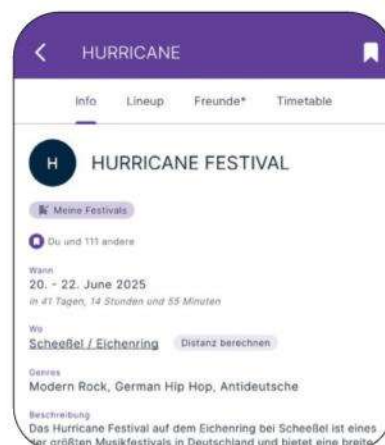 HURRICANE
Info Lineup Freunde* Timetable
H HURRICANE FESTIVAL
Meine Festivals
Du und 111 andere
Wann
20. - 22. June 2025
in 41 Tagen, 14 Stunden und 55 Minuten
Wo
Scheeßel / Eichenring Distanz berechnen
Genres
Modern Rock, German Hip Hop, Antideutsche
Beschreibung
Das Hurricane Festival auf dem Eichenring bei Scheeßel ist eines
der größten Musikfestivals in Deutschland und bietet eine breite